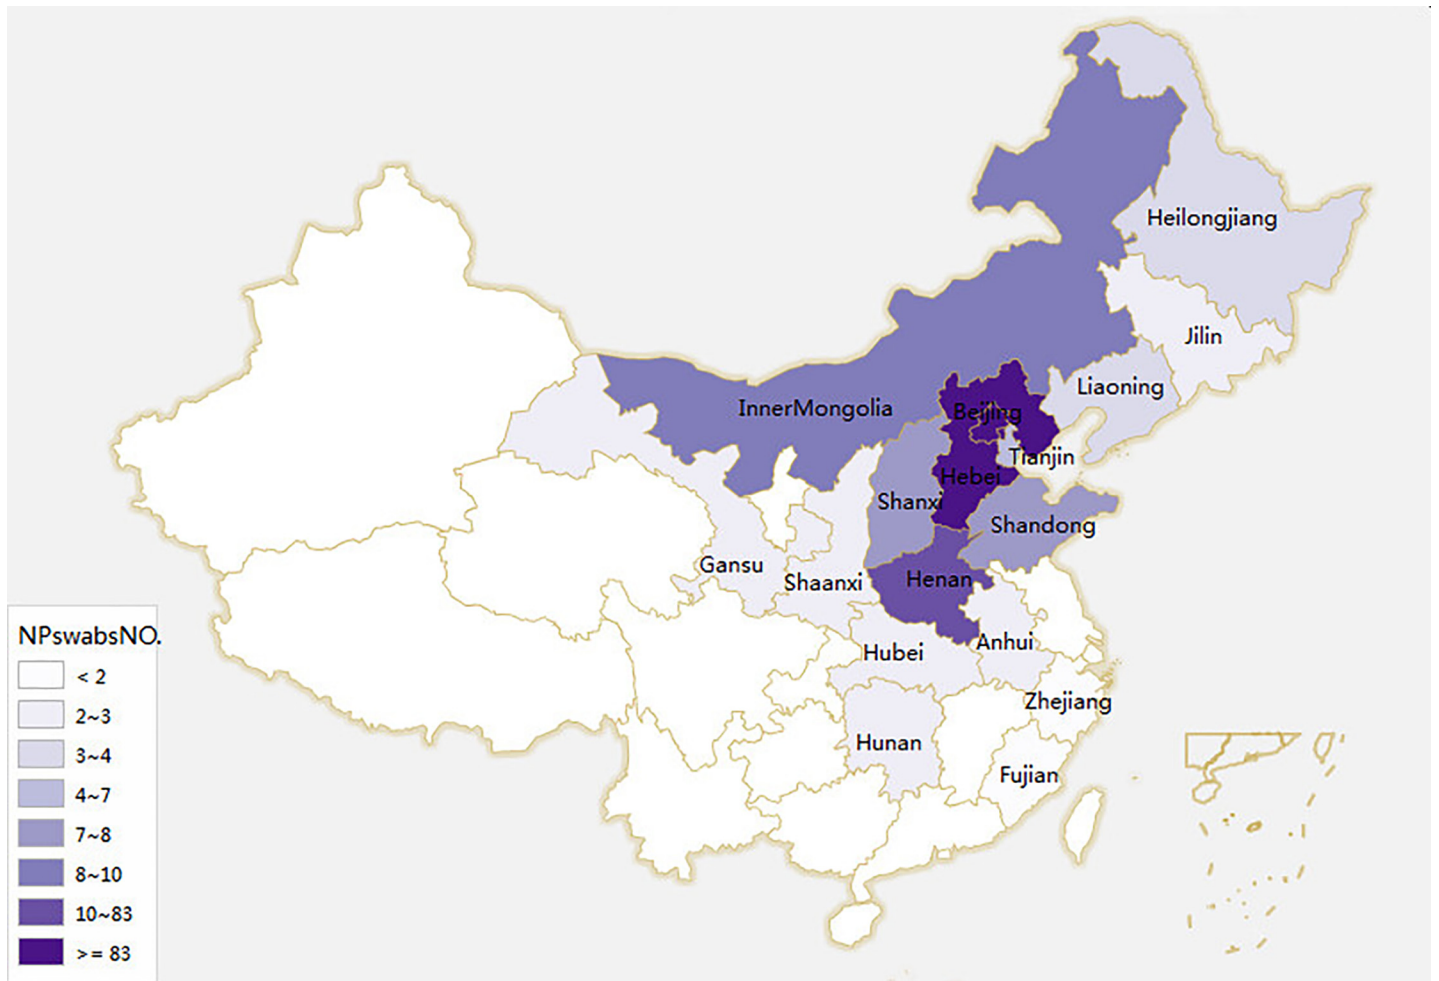 Heilongjiang
Jilin
Liaoning
InnerMongolia
Beijing
Tianjin
Hebei
Shanxi
Shandong
Gansu
Shaanxi
Henan
Anhui
Hubei
Zhejiang
Hunan
Fujian
NPswabsNO.
< 2
2~3
3~4
4~7
7~8
8~10
10~83
>= 83